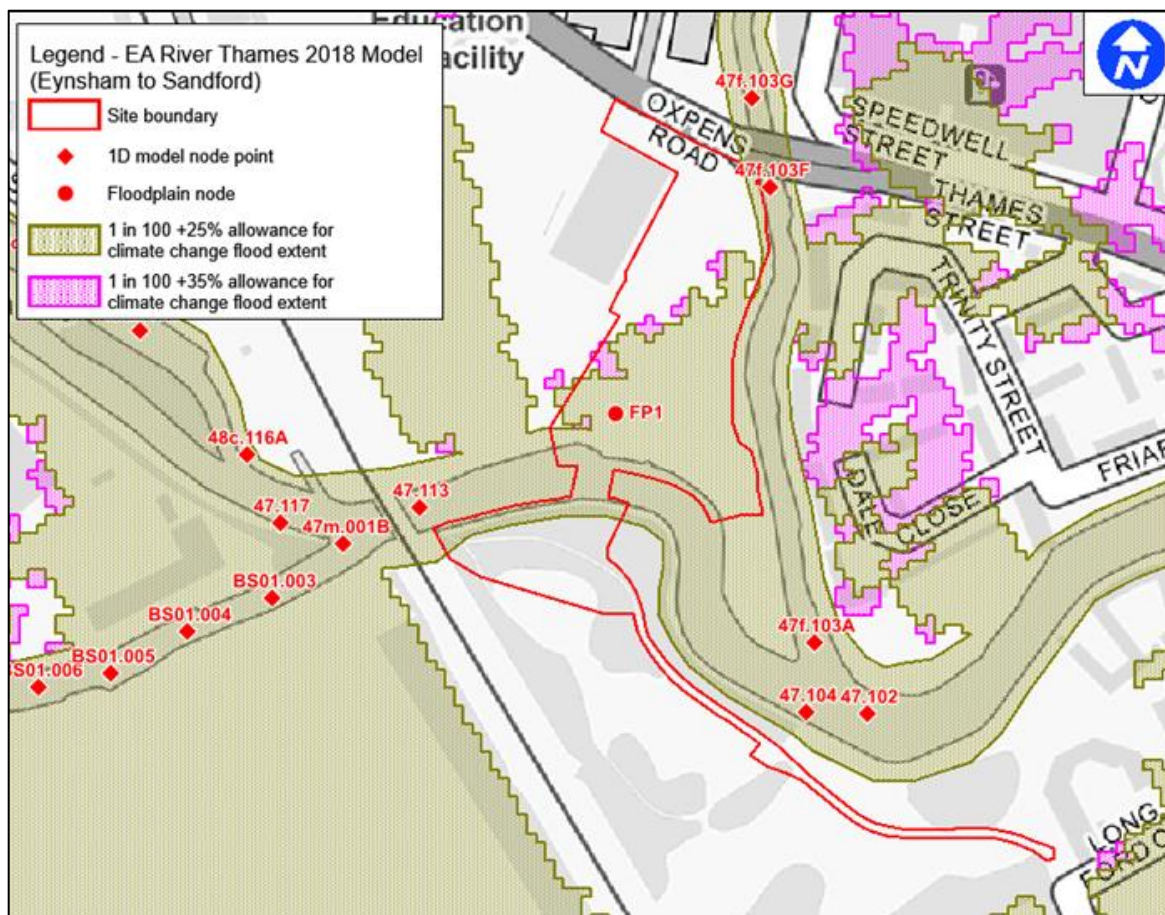 Education
acility
Legend - EA River Thames 2018 Model
(Eynsham to Sandford)
Site boundary
1D model node point
Floodplain node
1 in 100 +25% allowance for
climate change flood extent
1 in 100 +35% allowance for
climate change flood extent
N
47f.103G
OXPENS
ROAD
47f.103F
SPEEDWELL
STREET
THAMES
STREET
TRINITY STREET
FP1
48c.116A
47.113
47.117
47m.001B
BS01.003
BS01.004
BS01.005
BS01.006
DALE
CLOSE
FRIAR
47f.103A
47.104
47.102
LONG
FORD C